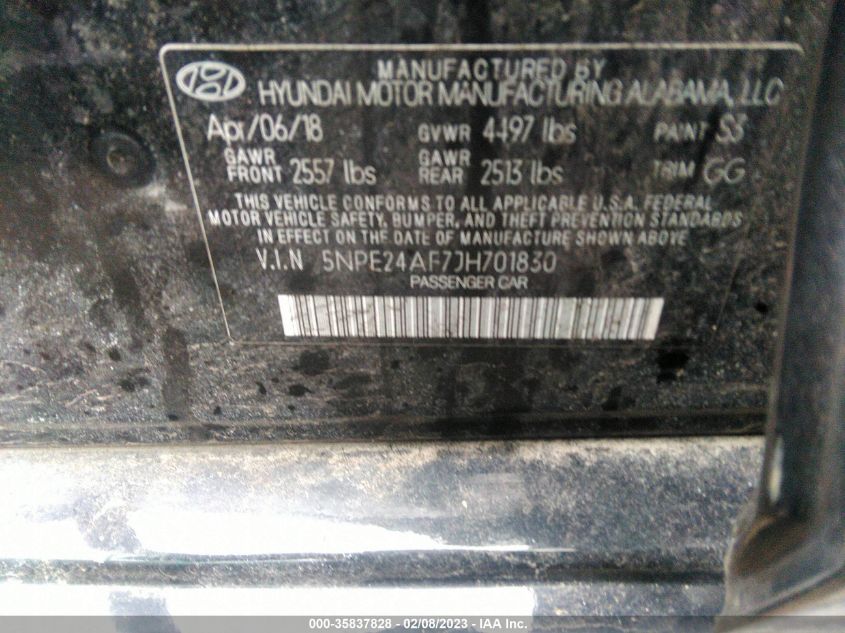 MANUFACTURED BY
HYUNDAI MOTOR MANUFACTURING ALABAMA, LLC
Apr/06/18 GVWR 4497 lbs PAINT S3
GAWR FRONT 2557 lbs GAWR REAR 2513 lbs TRIM GG
THIS VEHICLE CONFORMS TO ALL APPLICABLE U.S.A. FEDERAL
MOTOR VEHICLE SAFETY, BUMPER, AND THEFT PREVENTION STANDARDS
IN EFFECT ON THE DATE OF MANUFACTURE SHOWN ABOVE
V.I.N 5NPE24AF7JH701830
PASSENGER CAR
000-35837828 - 02/08/2023 - © IAA Inc.